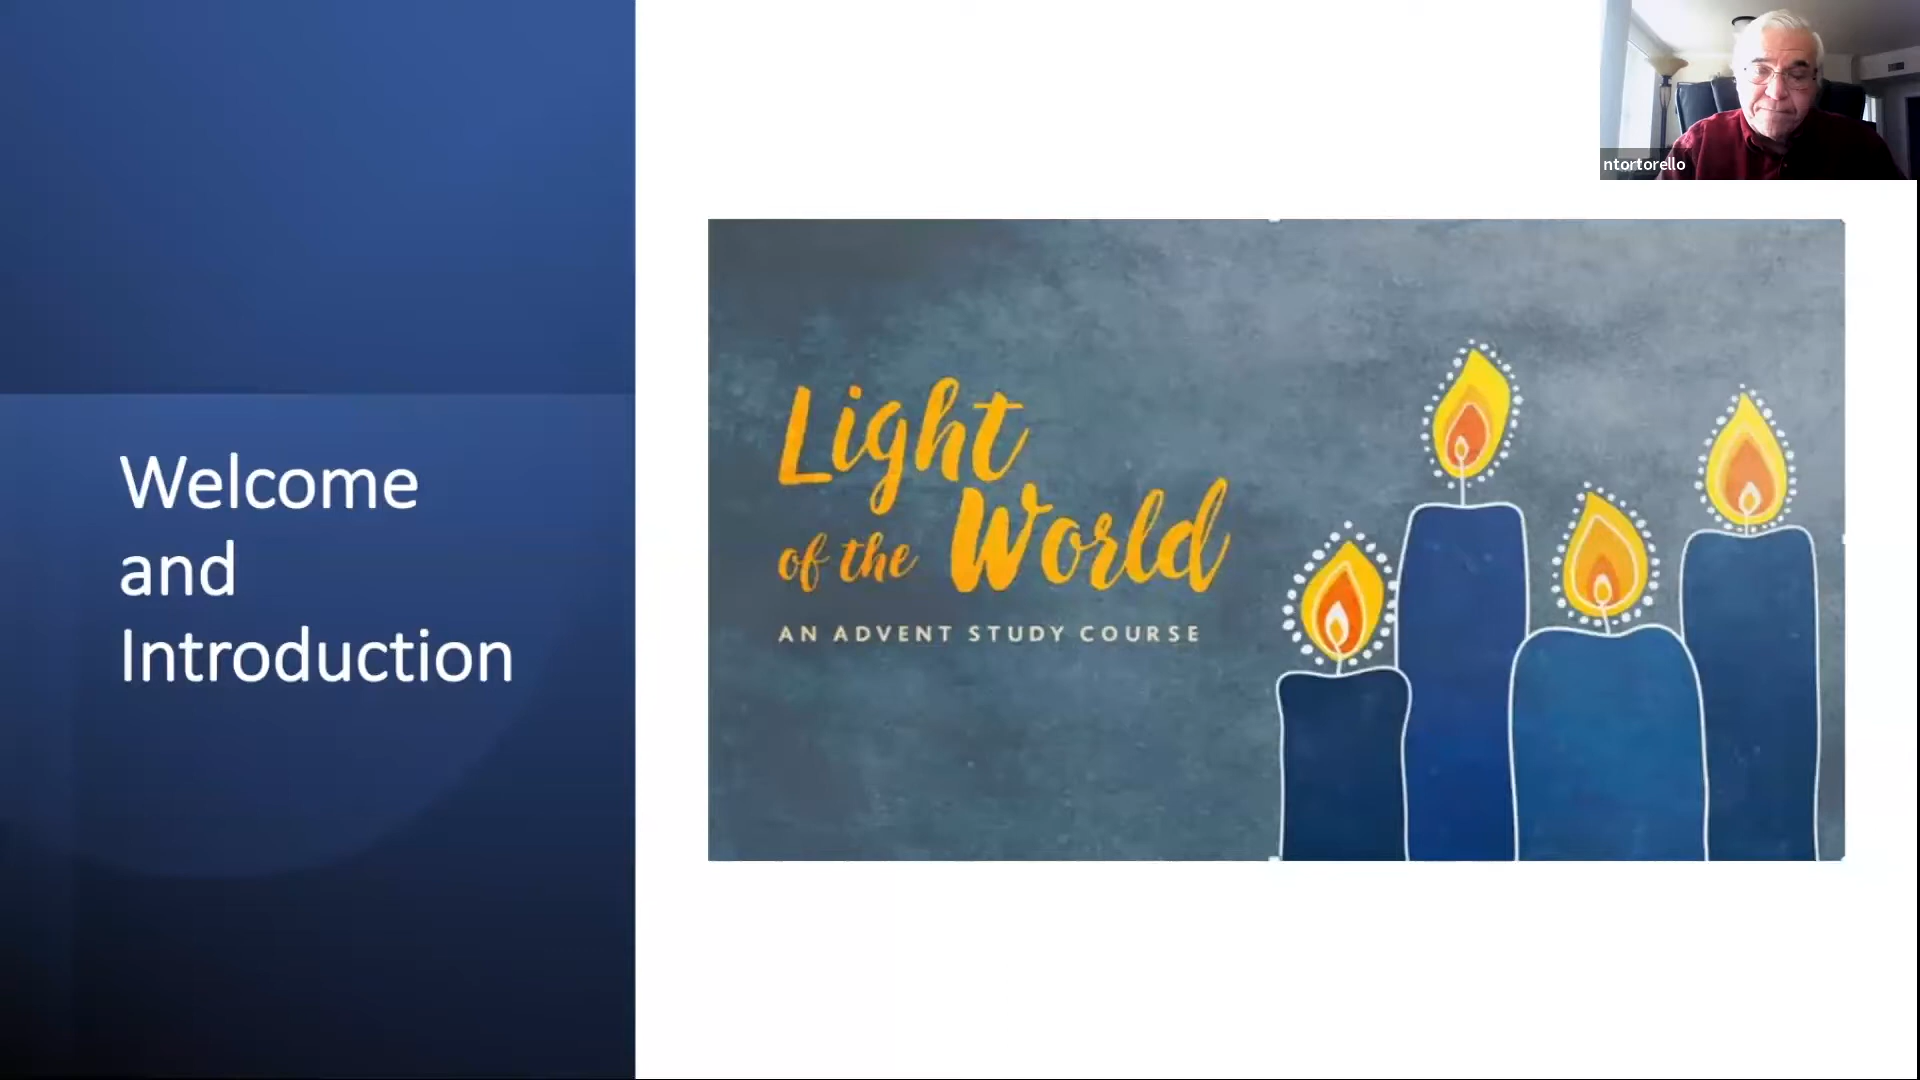 Welcome
and
Introduction
Light
of the World
AN ADVENT STUDY COURSE
ntortorello